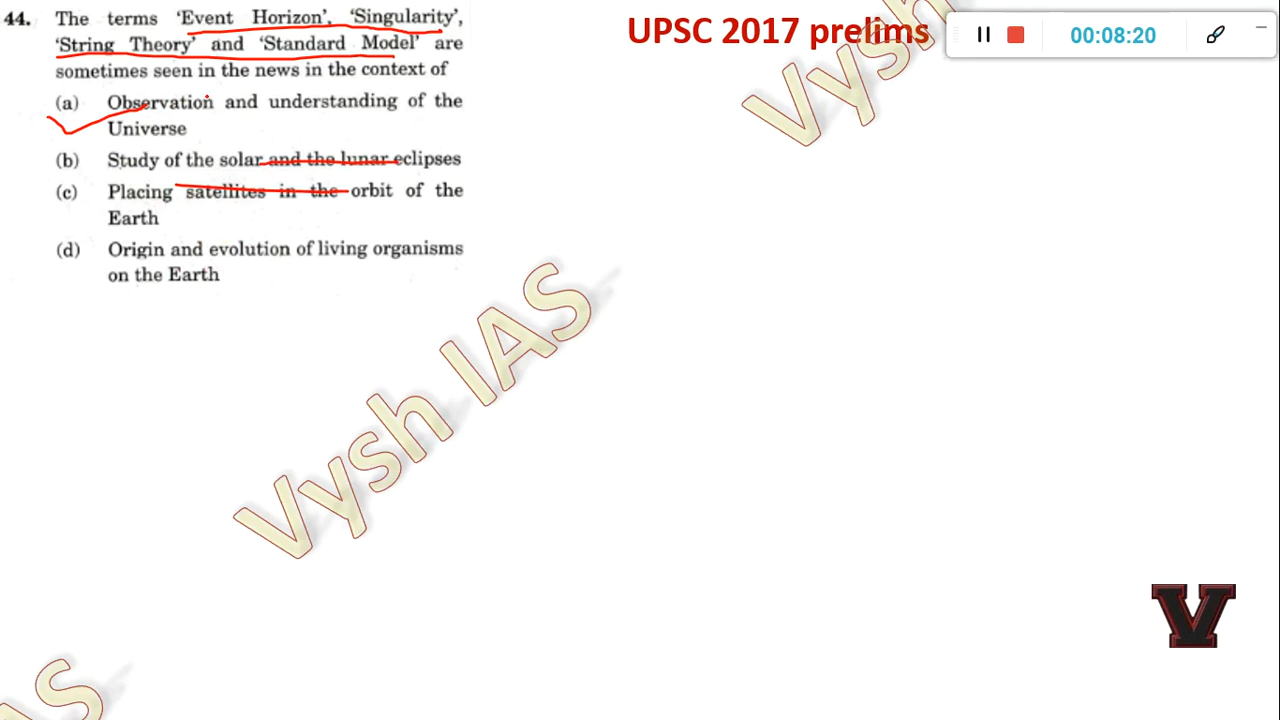 44. The terms 'Event Horizon', 'Singularity',
'String Theory' and 'Standard Model' are
sometimes seen in the news in the context of
(a) Observation and understanding of the
Universe
(b) Study of the solar and the lunar eclipses
(c) Placing satellites in the orbit of the
Earth
(d) Origin and evolution of living organisms
on the Earth
UPSC 2017 prelims
00:08:20
Vysh
Vysh IAS
AS
V